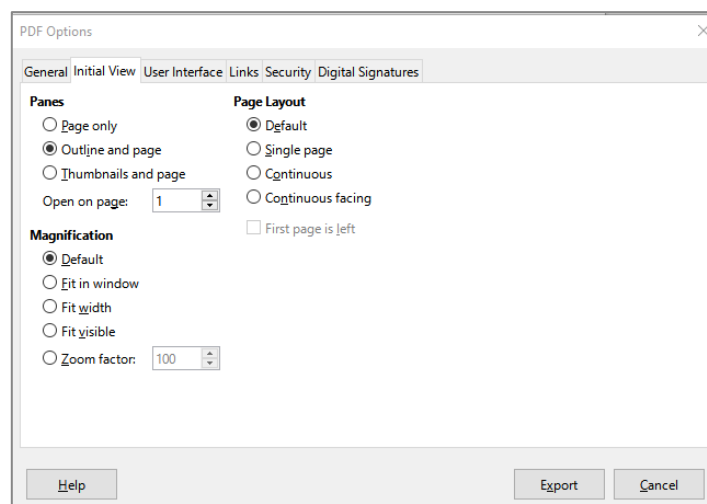 PDF Options
General Initial View User Interface Links Security Digital Signatures
Panes
Page only
Outline and page
Thumbnails and page
Open on page: 1
Magnification
Default
Fit in window
Fit width
Fit visible
Zoom factor: 100
Page Layout
Default
Single page
Continuous
Continuous facing
First page is left
Help Export Cancel